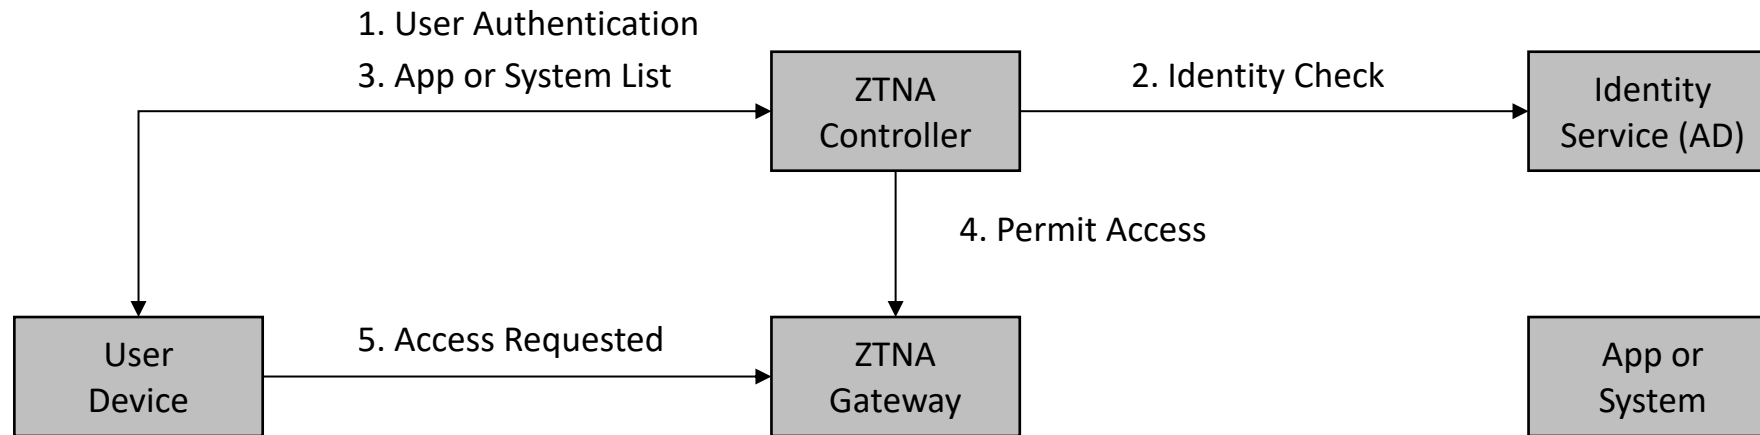 1. User Authentication
3. App or System List
ZTNA
Controller
2. Identity Check
Identity
Service (AD)
4. Permit Access
User
Device
5. Access Requested
ZTNA
Gateway
App or
System